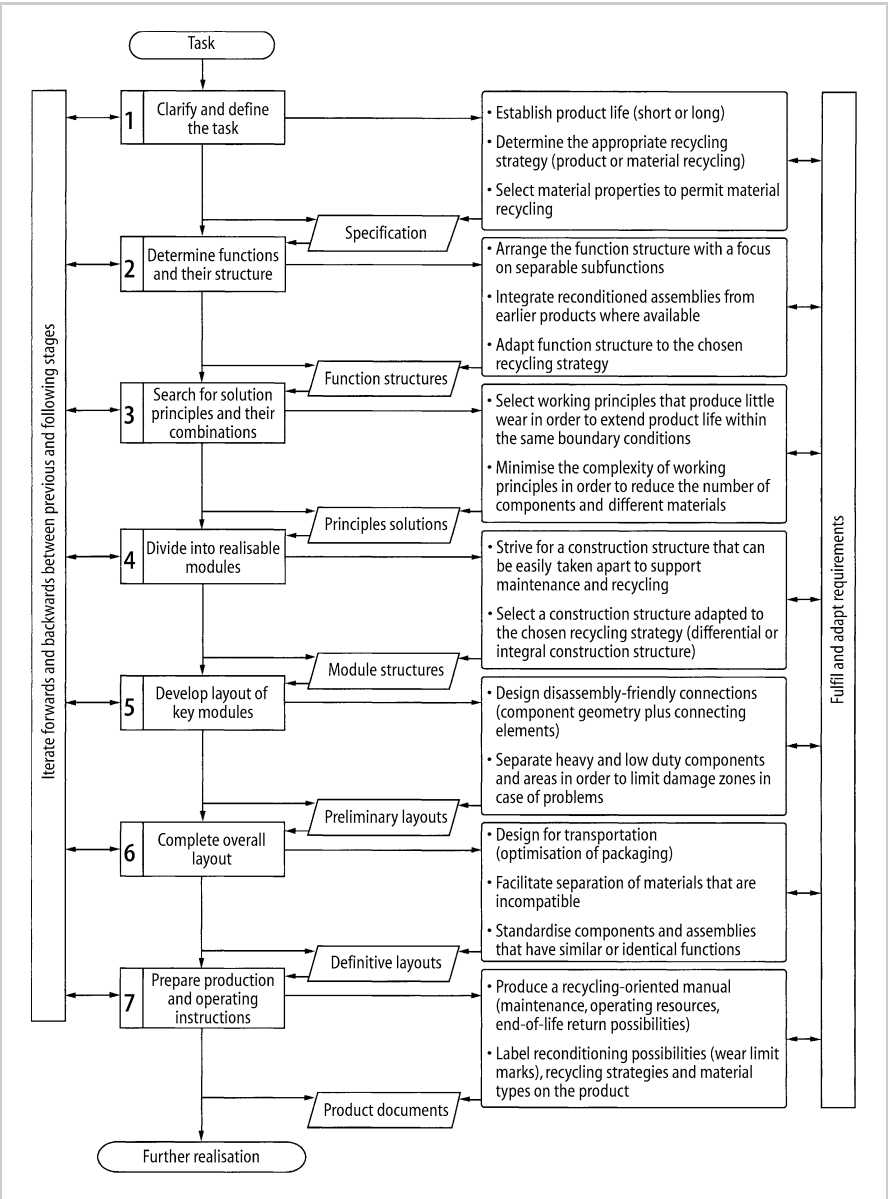 Task
1
Clarify and define
the task
• Establish product life (short or long)
• Determine the appropriate recycling
strategy (product or material recycling)
• Select material properties to permit material
recycling
Specification
2
Determine functions
and their structure
• Arrange the function structure with a focus
on separable subfunctions
• Integrate reconditioned assemblies from
earlier products where available
• Adapt function structure to the chosen
recycling strategy
Function structures
3
Search for solution
principles and their
combinations
• Select working principles that produce little
wear in order to extend product life within
the same boundary conditions
• Minimise the complexity of working
principles in order to reduce the number of
components and different materials
Principles solutions
4
Divide into realisable
modules
• Strive for a construction structure that can
be easily taken apart to support
maintenance and recycling
• Select a construction structure adapted to
the chosen recycling strategy (differential or
integral construction structure)
Module structures
5
Develop layout of
key modules
• Design disassembly-friendly connections
(component geometry plus connecting
elements)
• Separate heavy and low duty components
and areas in order to limit damage zones in
case of problems
Preliminary layouts
6
Complete overall
layout
• Design for transportation
(optimisation of packaging)
• Facilitate separation of materials that are
incompatible
• Standardise components and assemblies
that have similar or identical functions
Definitive layouts
7
Prepare production
and operating
instructions
• Produce a recycling-oriented manual
(maintenance, operating resources,
end-of-life return possibilities)
• Label reconditioning possibilities (wear limit
marks), recycling strategies and material
types on the product
Product documents
Further realisation
Iterate forwards and backwards between previous and following stages
Fulfil and adapt requirements